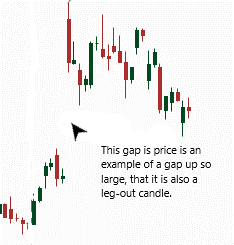 This gap is price is an
example of a gap up so
large, that it is also a
leg-out candle.